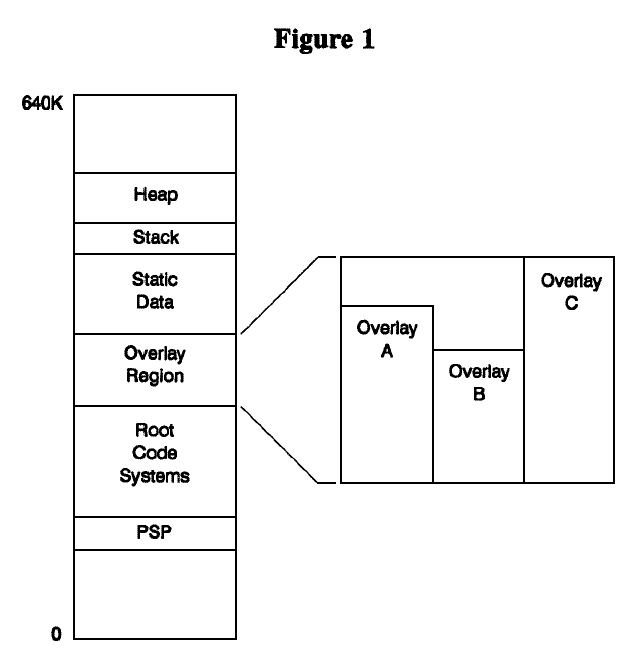 Figure 1
640K
Heap
Stack
Static
Data
Overlay
Region
Root
Code
Systems
PSP
0
Overlay
A
Overlay
B
Overlay
C